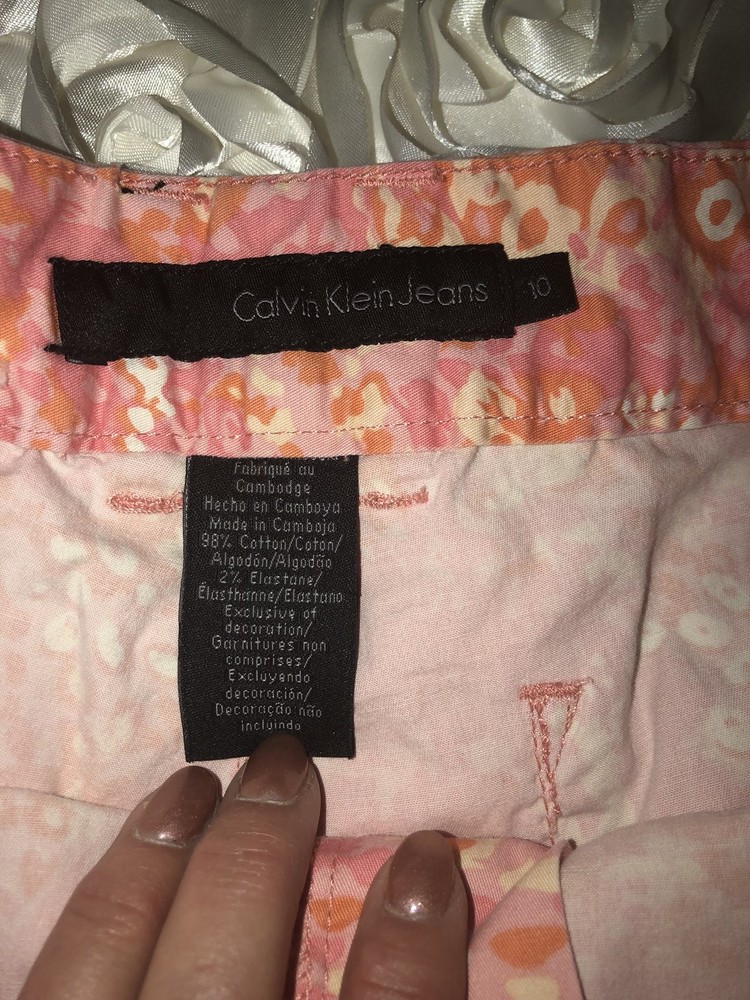 Calvin Klein Jeans
10
Fabriqué au
Cambodge
Hecho en Camboya
Made in Camboja
98% Cotton/Coton/
Algodón/Algodão
2% Elastane/
Élasthanne/Elastano
Exclusive of
decoration/
Garnitures non
comprises/
Excluyendo
decoración/
Decoração não
incluindo